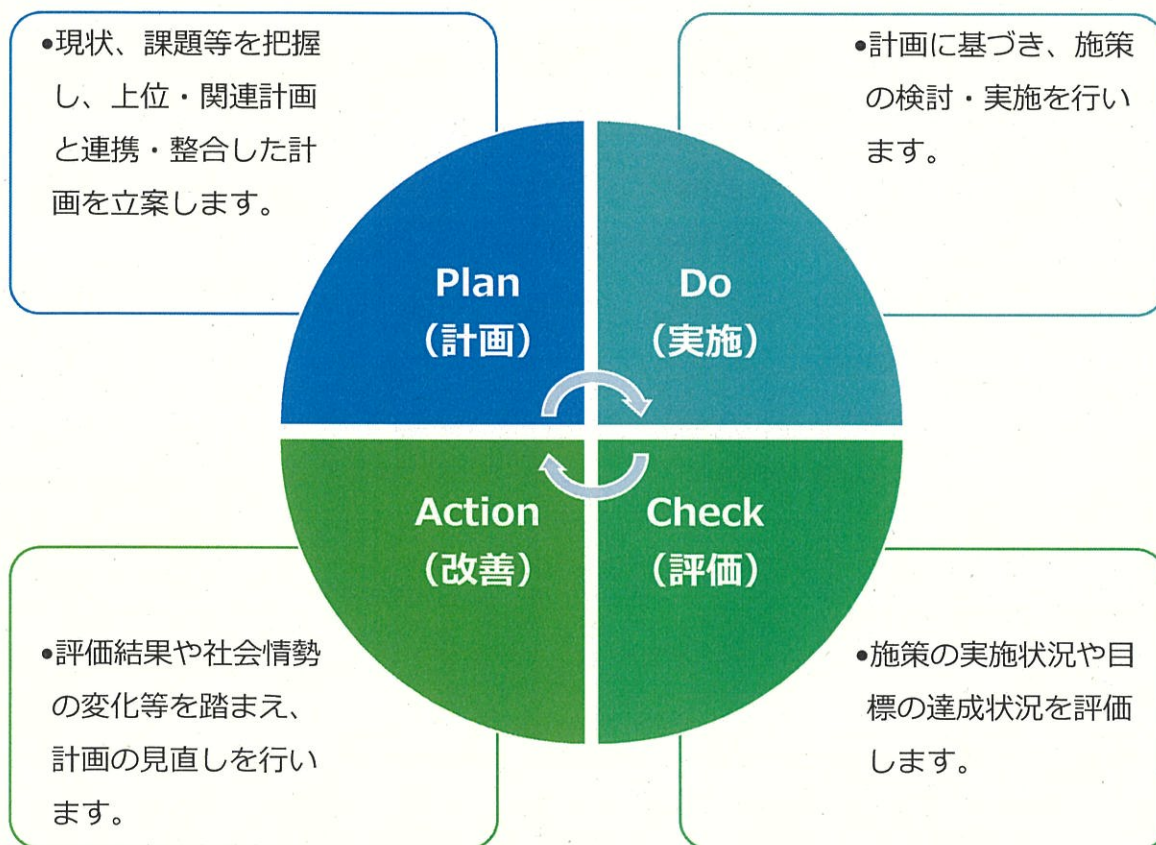 •現状、課題等を把握
し、上位・関連計画
と連携・整合した計
画を立案します。
•計画に基づき、施策
の検討・実施を行い
ます。
Plan
（計画）
Do
（実施）
Action
（改善）
Check
（評価）
•評価結果や社会情勢
の変化等を踏まえ、
計画の見直しを行い
ます。
•施策の実施状況や目
標の達成状況を評価
します。